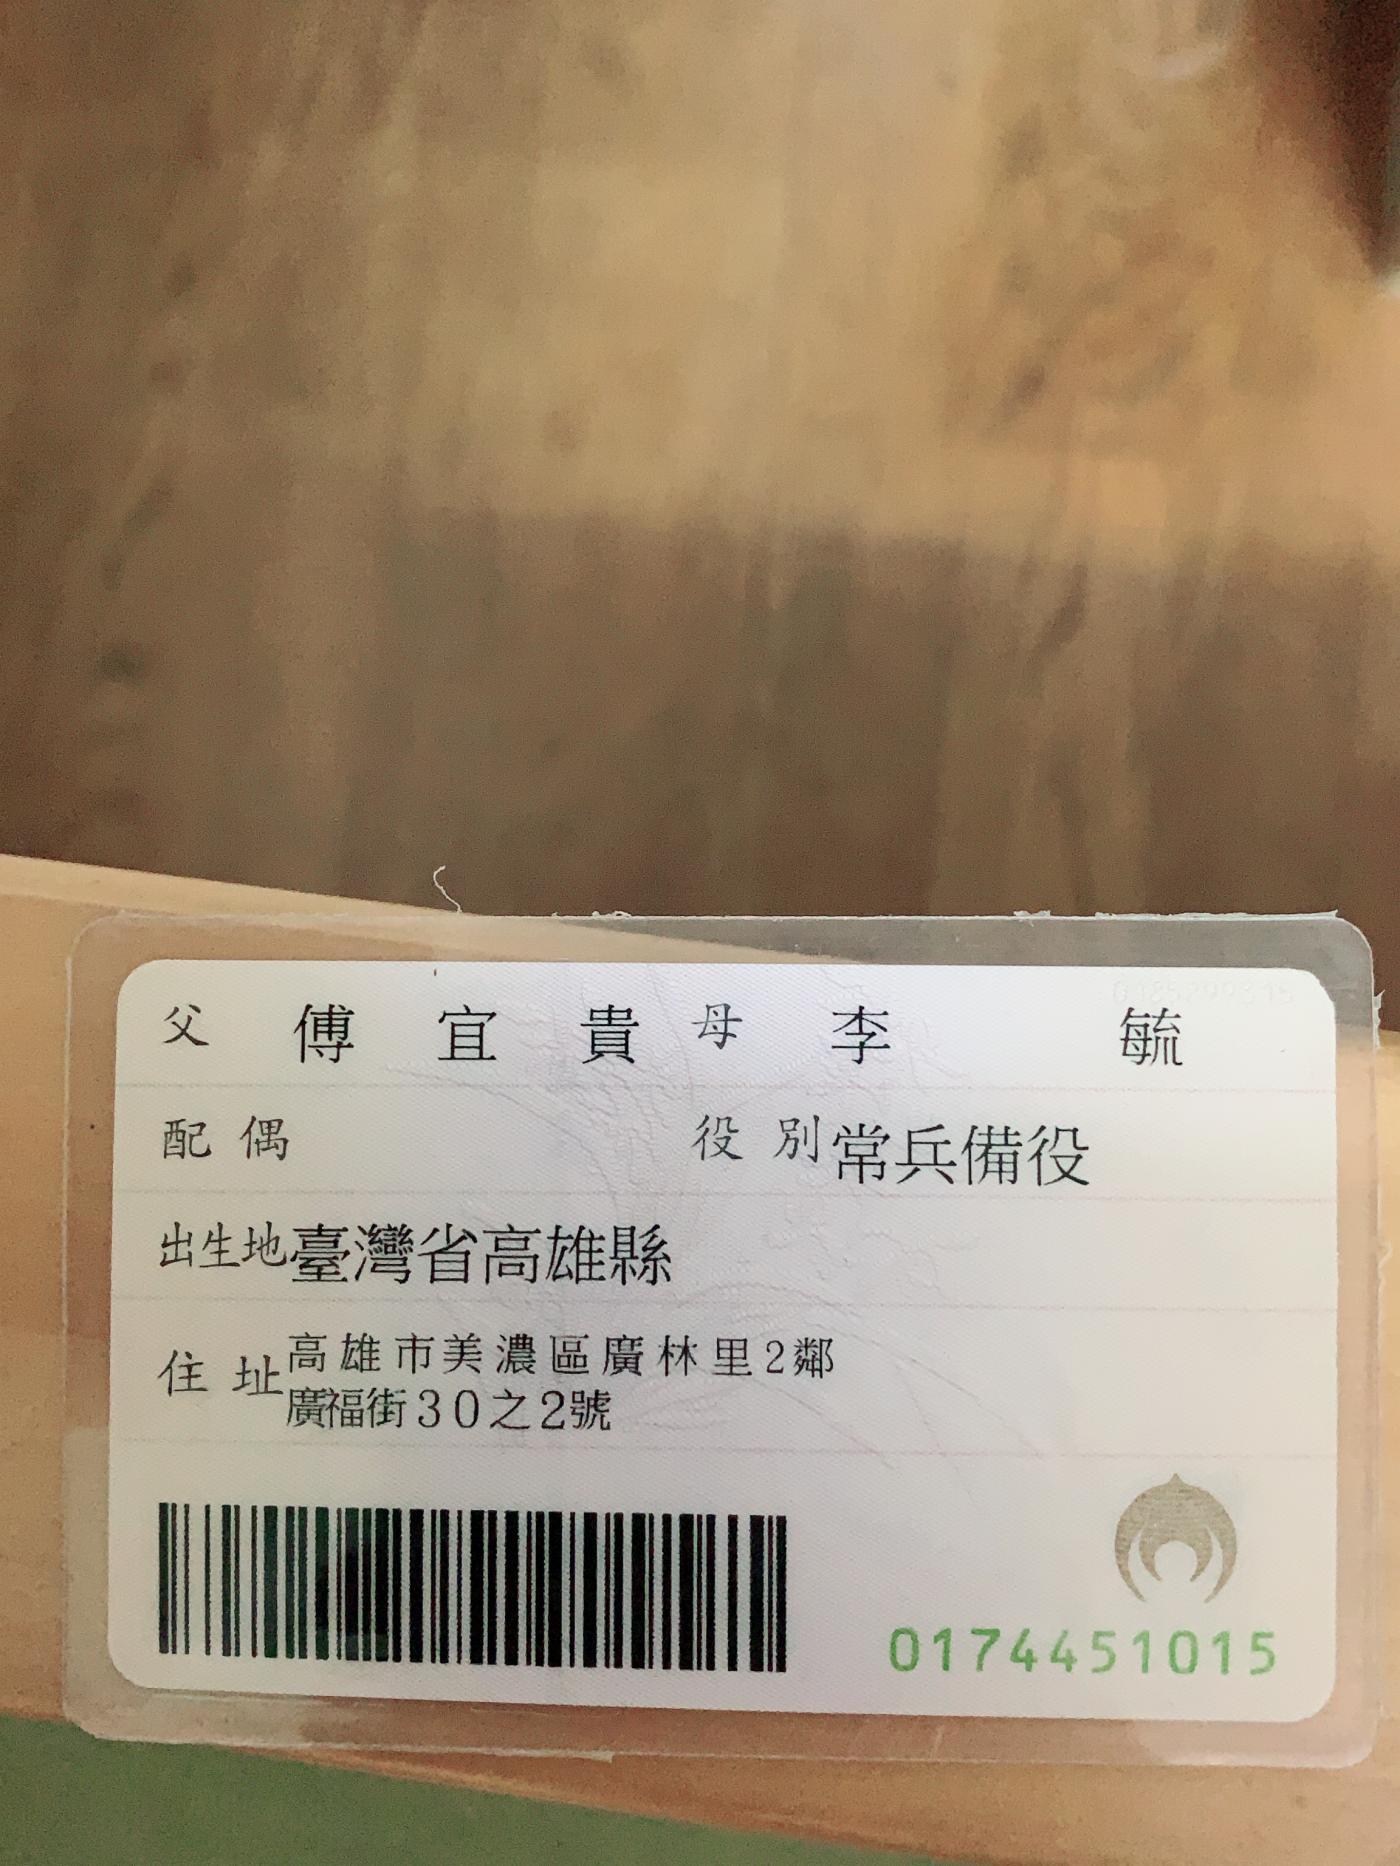 父 傅宜貴 母 李毓
配偶 役別 常兵備役
出生地 臺灣省高雄縣
住址 高雄市美濃區廣林里2鄰
廣福街30之2號
0174451015